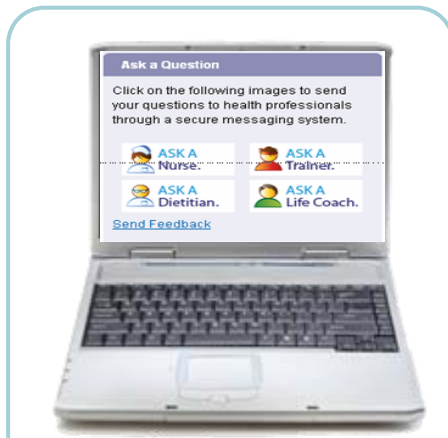 Ask a Question
Click on the following images to send
your questions to health professionals
through a secure messaging system.
ASK A
Nurse.
ASK A
Trainer.
ASK A
Dietitian.
ASK A
Life Coach.
Send Feedback